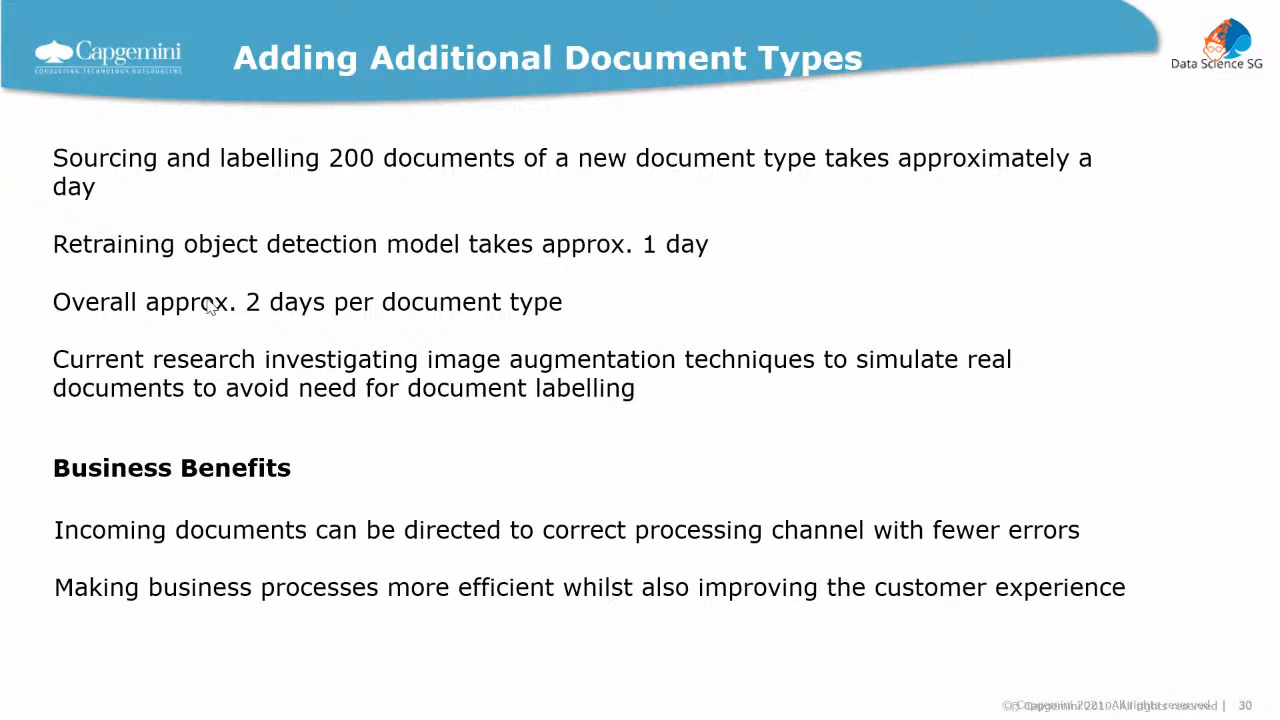 Capgemini
CONSULTING.TECHNOLOGY.OUTSOURCING
Adding Additional Document Types
Data Science SG
Sourcing and labelling 200 documents of a new document type takes approximately a
day
Retraining object detection model takes approx. 1 day
Overall approx. 2 days per document type
Current research investigating image augmentation techniques to simulate real
documents to avoid need for document labelling
Business Benefits
Incoming documents can be directed to correct processing channel with fewer errors
Making business processes more efficient whilst also improving the customer experience
© Capgemini All rights reserved | 30